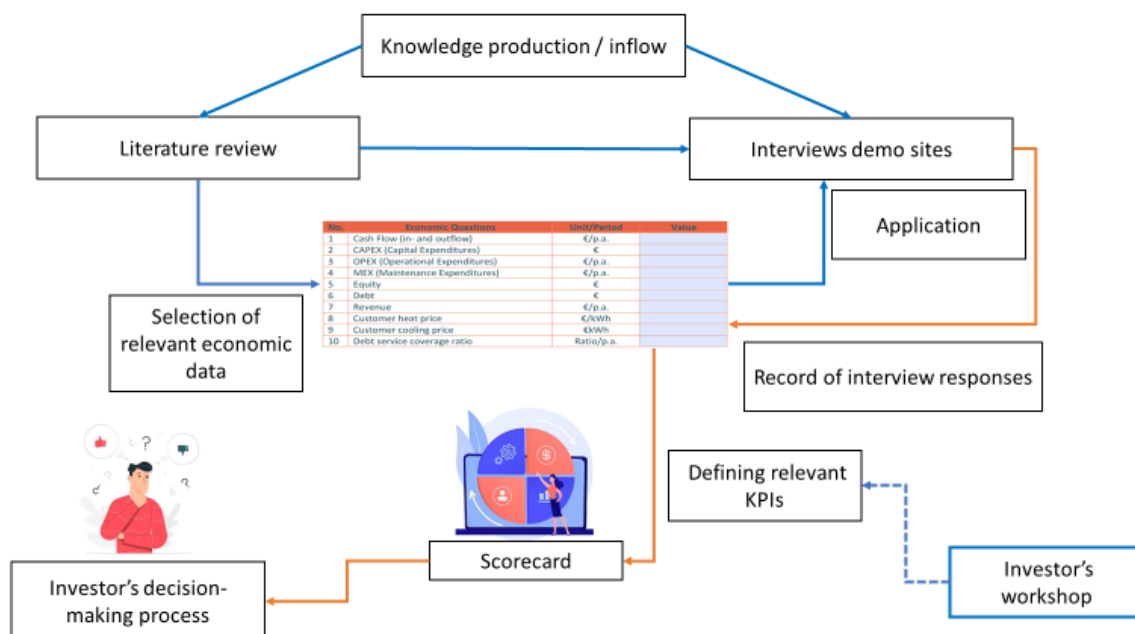 Knowledge production / inflow
Literature review
Interviews demo sites
Application
No. Economic Questions Unit/Period Value
1 Cash Flow (in- and outflow) €/p.a.
2 CAPEX (Capital Expenditures) €
3 OPEX (Operational Expenditures) €/p.a.
4 MEX (Maintenance Expenditures) €/p.a.
5 Equity €
6 Debt €
7 Revenue €/p.a.
8 Customer heat price €/kWh
9 Customer cooling price €kWh
10 Debt service coverage ratio Ratio/p.a.
Selection of
relevant economic
data
Record of interview responses
Defining relevant
KPIs
Scorecard
Investor's decision-
making process
Investor's
workshop